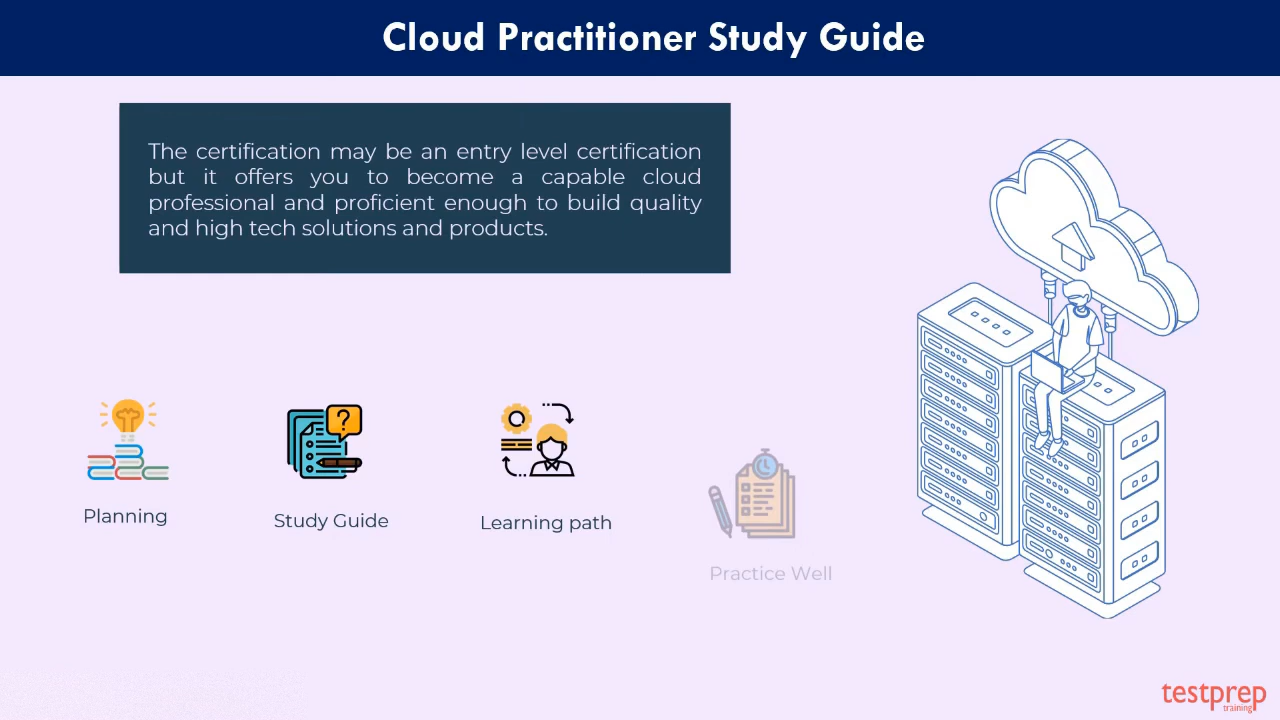 Cloud Practitioner Study Guide
The certification may be an entry level certification
but it offers you to become a capable cloud
professional and proficient enough to build quality
and high tech solutions and products.
Planning
Study Guide
Learning path
Practice Well
testprep
training